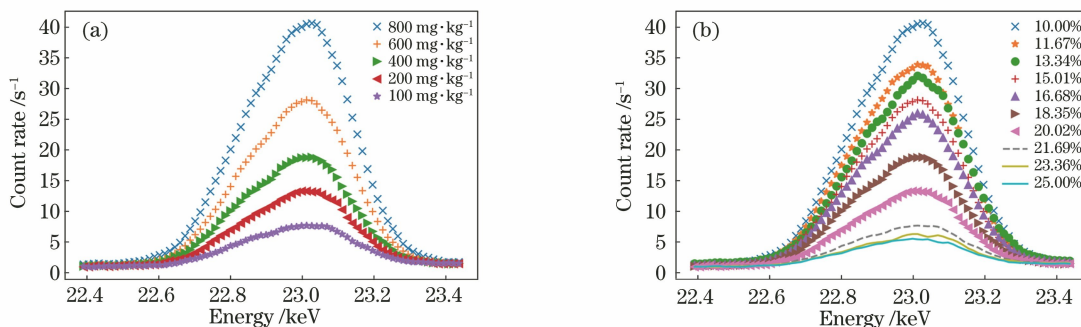 (a)
800 mg·kg⁻¹
600 mg·kg⁻¹
400 mg·kg⁻¹
200 mg·kg⁻¹
100 mg·kg⁻¹
40
35
30
25
20
15
10
5
0
Count rate /s⁻¹
22.4 22.6 22.8 23.0 23.2 23.4
Energy /keV
(b)
10.00%
11.67%
13.34%
15.01%
16.68%
18.35%
20.02%
21.69%
23.36%
25.00%
40
35
30
25
20
15
10
5
0
Count rate /s⁻¹
22.4 22.6 22.8 23.0 23.2 23.4
Energy /keV